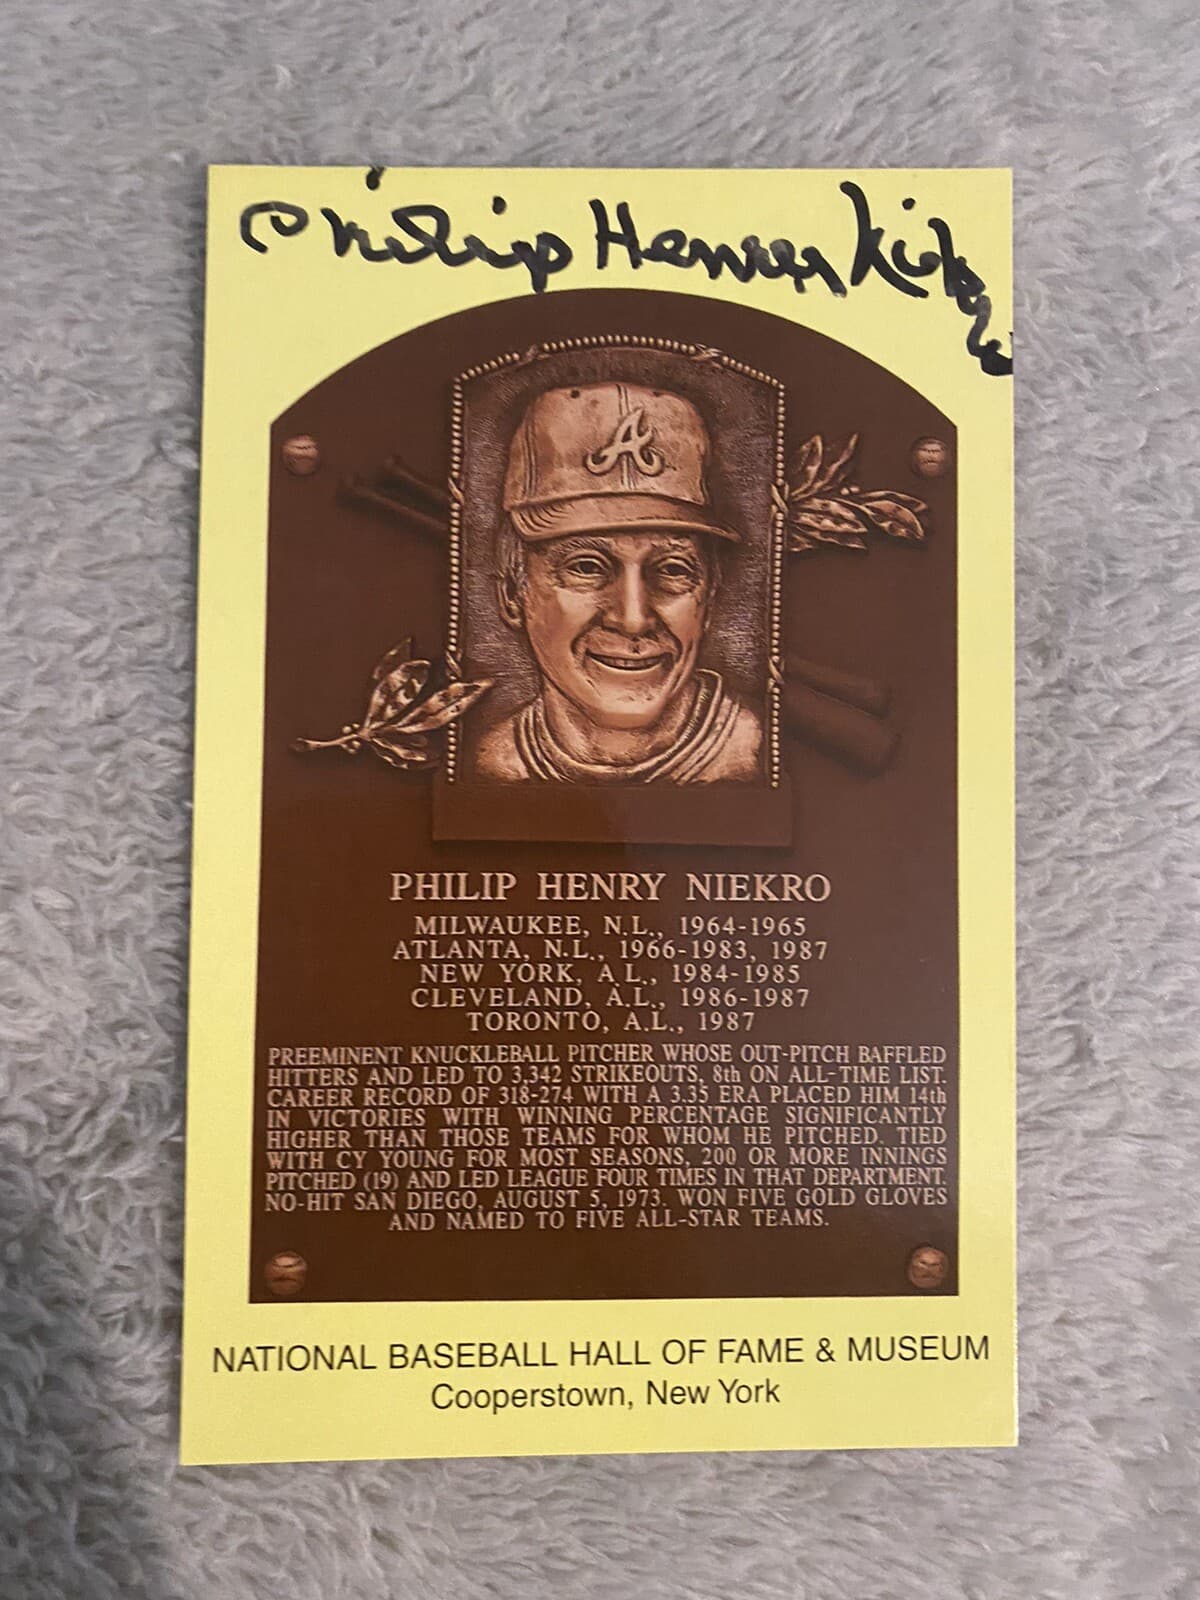 Philip Henry Niekro
A
PHILIP HENRY NIEKRO
MILWAUKEE, N.L., 1964-1965
ATLANTA, N.L., 1966-1983, 1987
NEW YORK, A.L., 1984-1985
CLEVELAND, A.L., 1986-1987
TORONTO, A.L., 1987
PREEMINENT KNUCKLEBALL PITCHER WHOSE OUT-PITCH BAFFLED
HITTERS AND LED TO 3,342 STRIKEOUTS, 8th ON ALL-TIME LIST.
CAREER RECORD OF 318-274 WITH A 3.35 ERA PLACED HIM 14th
IN VICTORIES WITH WINNING PERCENTAGE SIGNIFICANTLY
HIGHER THAN THOSE TEAMS FOR WHOM HE PITCHED. TIED
WITH CY YOUNG FOR MOST SEASONS, 200 OR MORE INNINGS
PITCHED (19) AND LED LEAGUE FOUR TIMES IN THAT DEPARTMENT.
NO-HIT SAN DIEGO, AUGUST 5, 1973. WON FIVE GOLD GLOVES
AND NAMED TO FIVE ALL-STAR TEAMS.
NATIONAL BASEBALL HALL OF FAME & MUSEUM
Cooperstown, New York